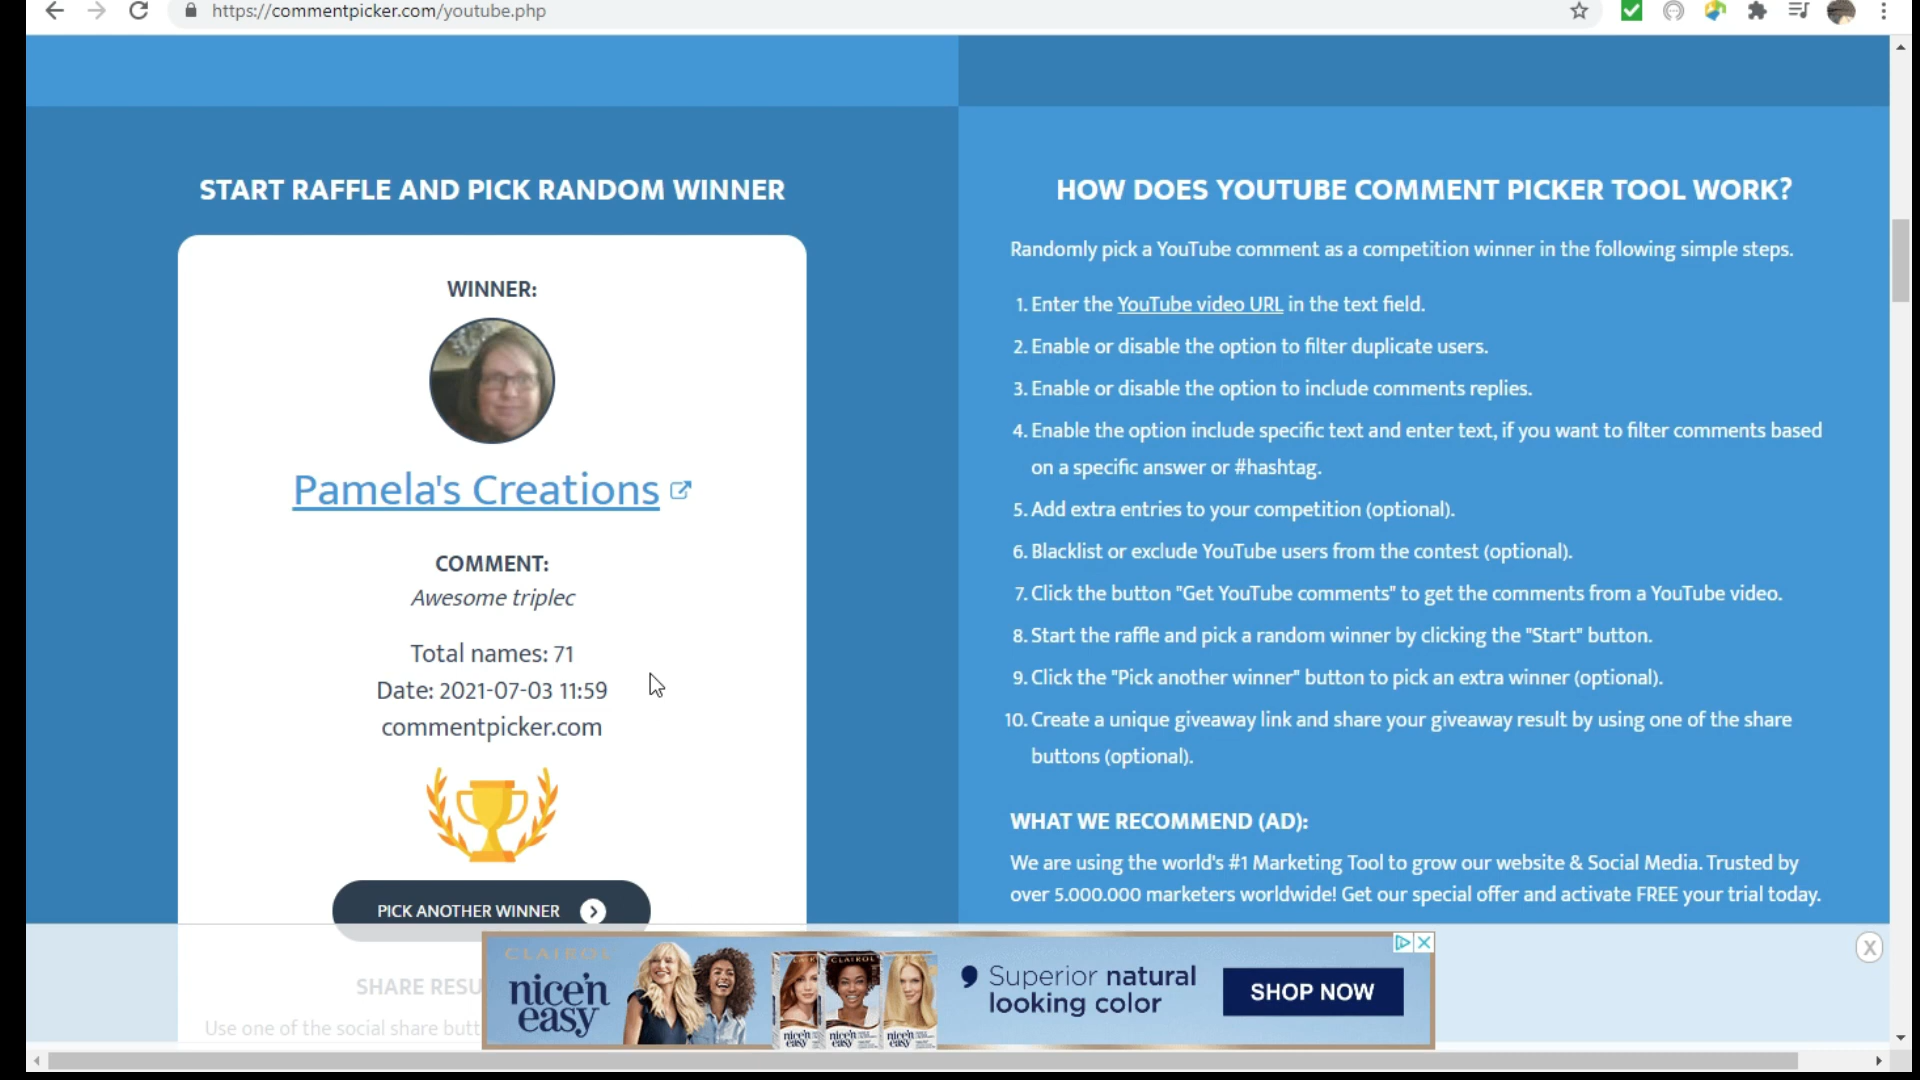 https://commentpicker.com/youtube.php
START RAFFLE AND PICK RANDOM WINNER
WINNER:
Pamela's Creations
COMMENT:
Awesome triplec
Total names: 71
Date: 2021-07-03 11:59
commentpicker.com
PICK ANOTHER WINNER
SHARE RESU
Use one of the social share butt
HOW DOES YOUTUBE COMMENT PICKER TOOL WORK?
Randomly pick a YouTube comment as a competition winner in the following simple steps.
1. Enter the YouTube video URL in the text field.
2. Enable or disable the option to filter duplicate users.
3. Enable or disable the option to include comments replies.
4. Enable the option include specific text and enter text, if you want to filter comments based
on a specific answer or #hashtag.
5. Add extra entries to your competition (optional).
6. Blacklist or exclude YouTube users from the contest (optional).
7. Click the button "Get YouTube comments" to get the comments from a YouTube video.
8. Start the raffle and pick a random winner by clicking the "Start" button.
9. Click the "Pick another winner" button to pick an extra winner (optional).
10. Create a unique giveaway link and share your giveaway result by using one of the share
buttons (optional).
WHAT WE RECOMMEND (AD):
We are using the world's #1 Marketing Tool to grow our website & Social Media. Trusted by
over 5.000.000 marketers worldwide! Get our special offer and activate FREE your trial today.
CLAIROL
nice'n
easy
CLAIROL
nice'n easy
nice'n easy
nice'n easy
Superior natural
looking color
SHOP NOW
X